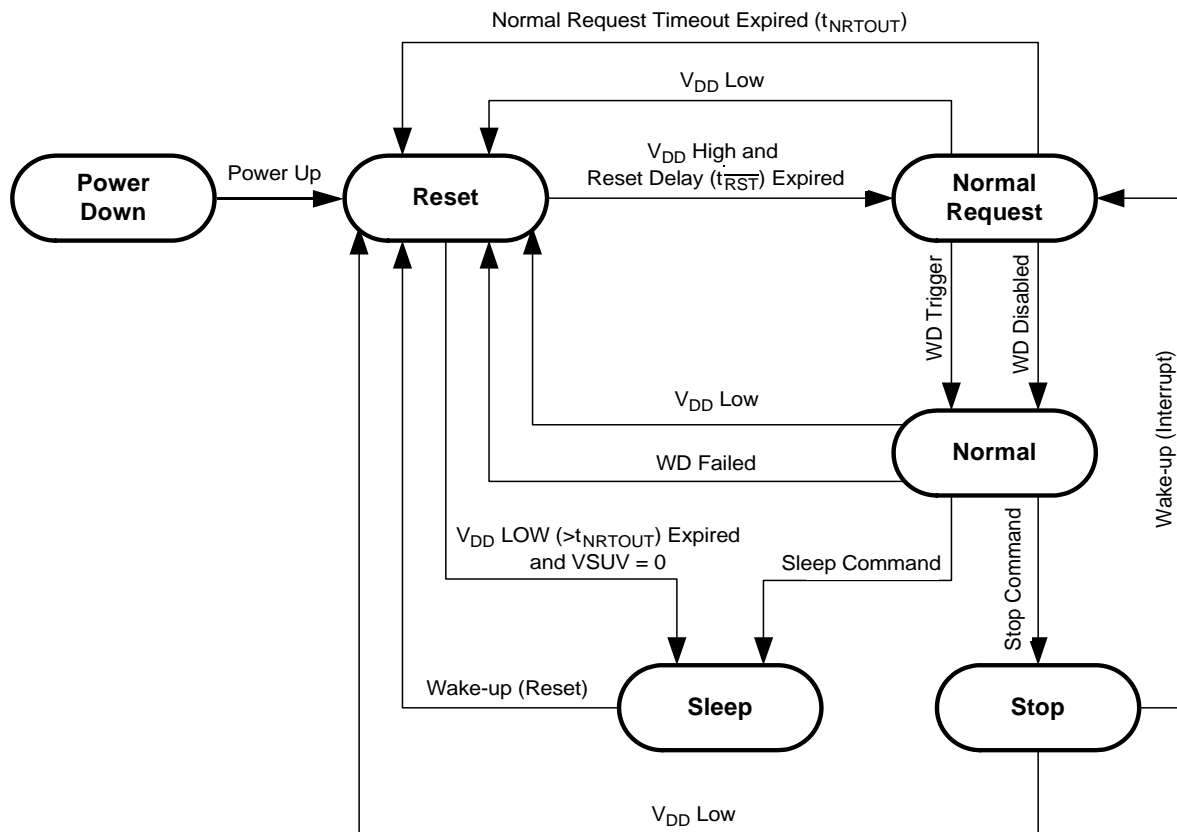 Normal Request Timeout Expired (tNRTOUT)
VDD Low
Power
Down
Power Up
Reset
VDD High and
Reset Delay (tRST) Expired
Normal
Request
WD Trigger
WD Disabled
Wake-up (Interrupt)
VDD Low
Normal
WD Failed
VDD LOW (>tNRTOUT) Expired
and VSUV = 0
Sleep Command
Stop Command
Wake-up (Reset)
Sleep
Stop
VDD Low